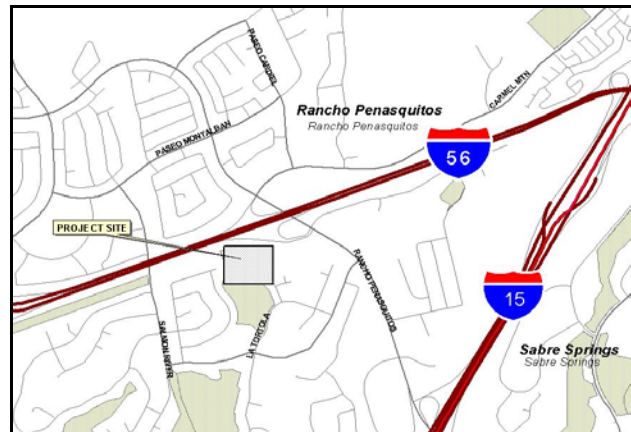 PASEO CARDIEL
Rancho Penasquitos
Rancho Penasquitos
CARMEL MTN
PASEO MONTALBAN
56
PROJECT SITE
RANCHO PENASQUITOS
15
SALMON RIVER
LA TORTOLA
Sabre Springs
Sabre Springs